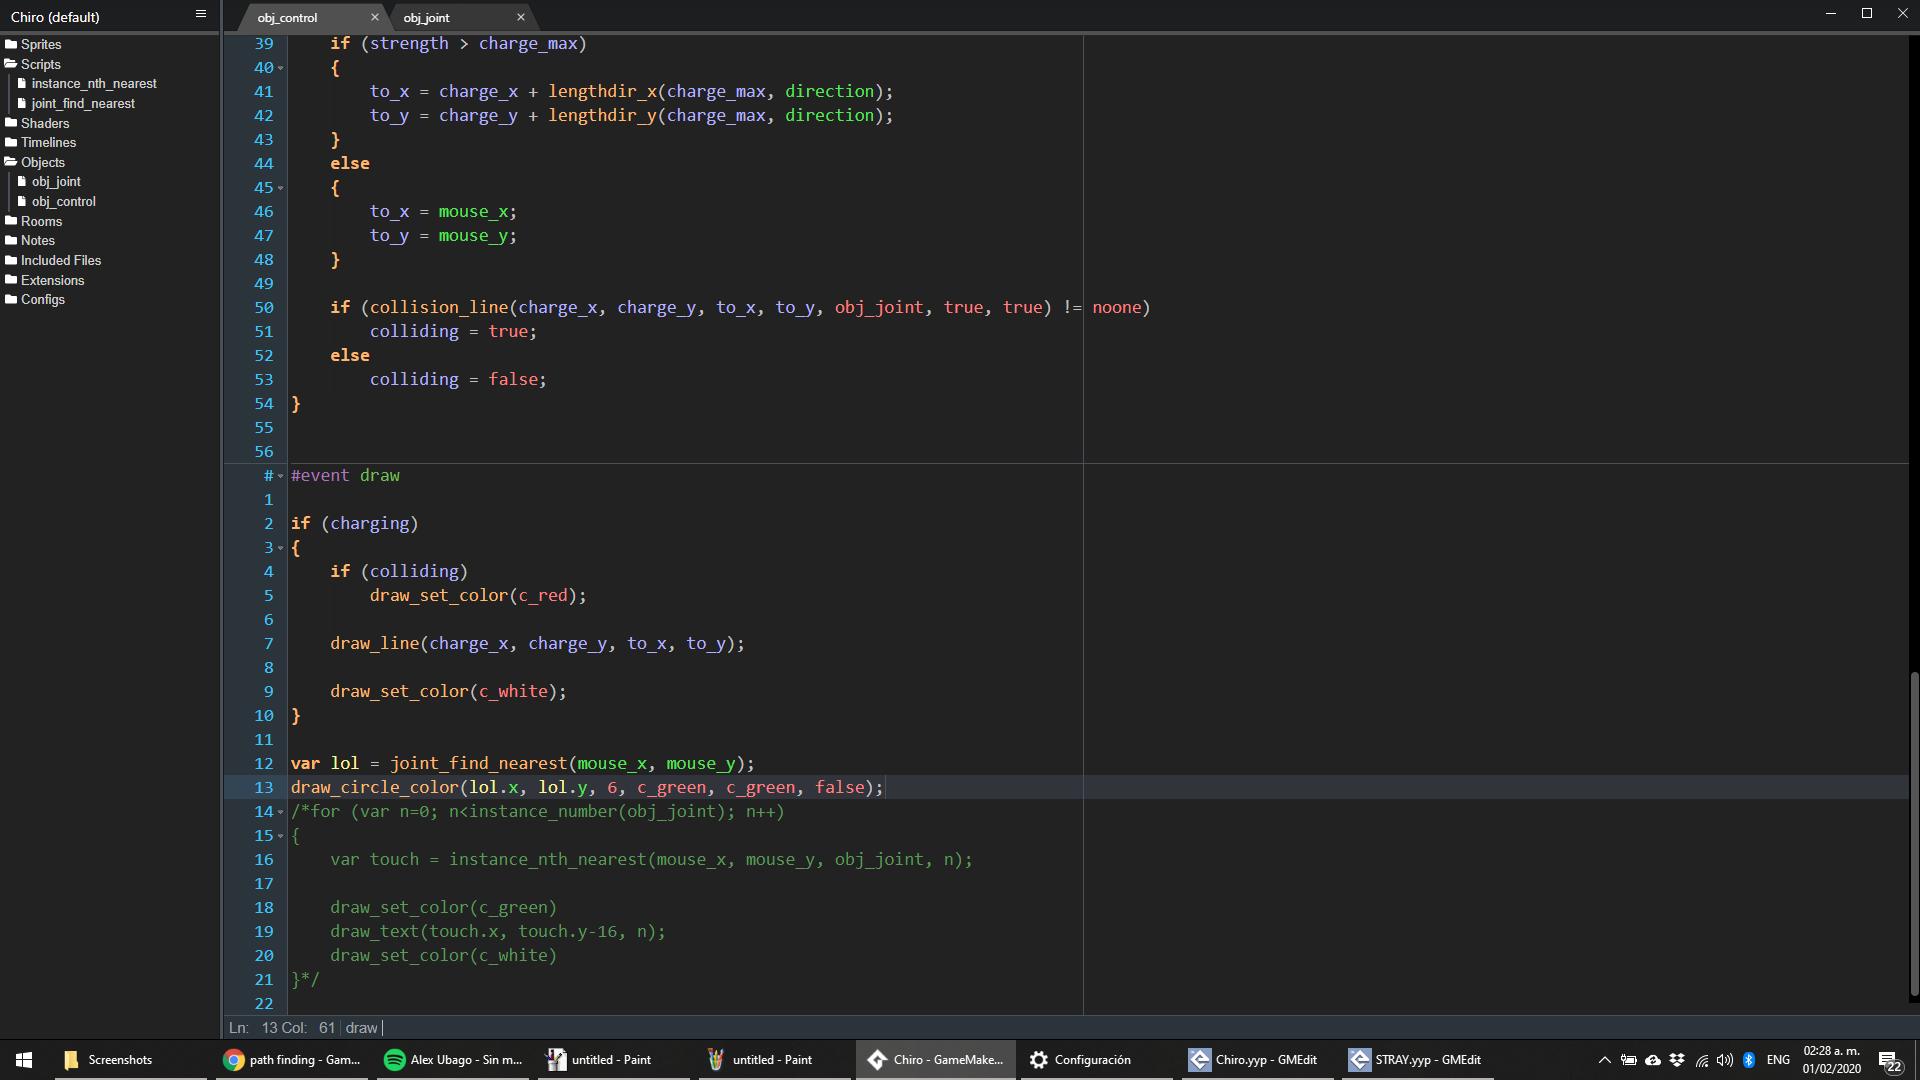 Chiro (default)
obj_control
obj_joint
Sprites
Scripts
instance_nth_nearest
joint_find_nearest
Shaders
Timelines
Objects
obj_joint
obj_control
Rooms
Notes
Included Files
Extensions
Configs
39 if (strength > charge_max)
40 {
41 to_x = charge_x + lengthdir_x(charge_max, direction);
42 to_y = charge_y + lengthdir_y(charge_max, direction);
43 }
44 else
45 {
46 to_x = mouse_x;
47 to_y = mouse_y;
48 }
49
50 if (collision_line(charge_x, charge_y, to_x, to_y, obj_joint, true, true) != noone)
51 colliding = true;
52 else
53 colliding = false;
54 }
55
56
# #event draw
1
2 if (charging)
3 {
4 if (colliding)
5 draw_set_color(c_red);
6
7 draw_line(charge_x, charge_y, to_x, to_y);
8
9 draw_set_color(c_white);
10 }
11
12 var lol = joint_find_nearest(mouse_x, mouse_y);
13 draw_circle_color(lol.x, lol.y, 6, c_green, c_green, false);
14 /*for (var n=0; n<instance_number(obj_joint); n++)
15 {
16 var touch = instance_nth_nearest(mouse_x, mouse_y, obj_joint, n);
17
18 draw_set_color(c_green)
19 draw_text(touch.x, touch.y-16, n);
20 draw_set_color(c_white)
21 }*/
22
Ln: 13 Col: 61 draw
Screenshots
path finding - Gam...
Alex Ubago - Sin m...
untitled - Paint
untitled - Paint
Chiro - GameMake...
Configuración
Chiro.yyp - GMEdit
STRAY.yyp - GMEdit
ENG
02:28 a. m.
01/02/2020
22